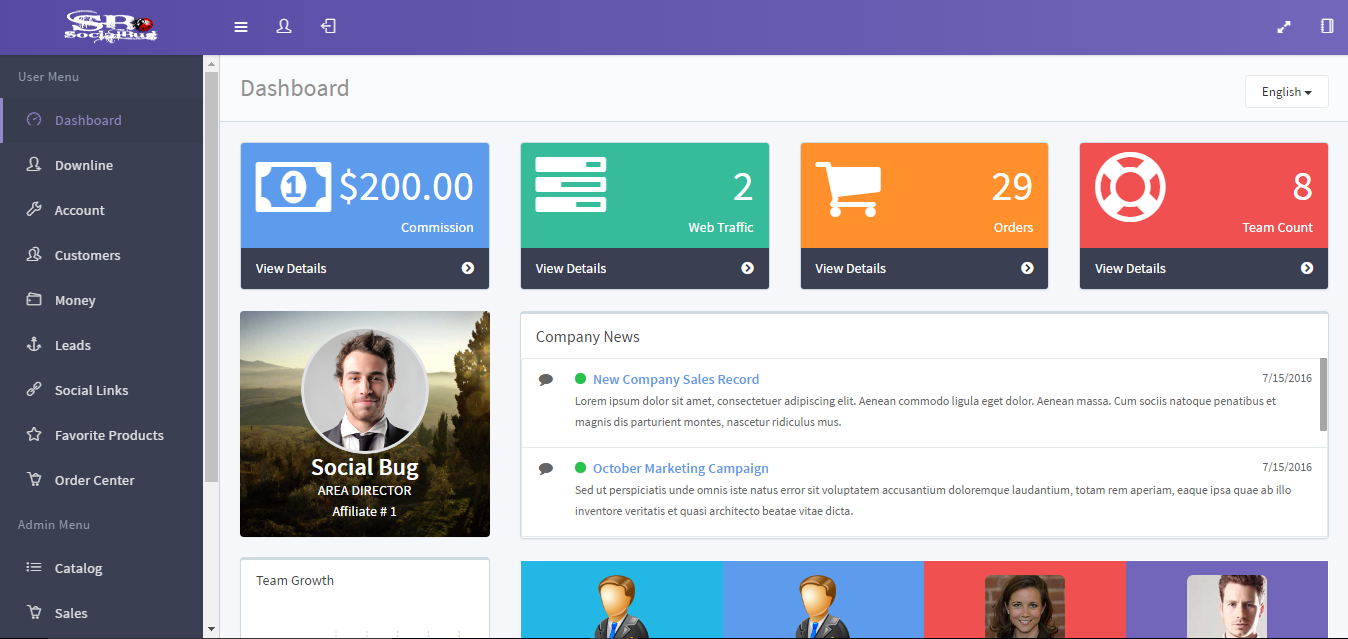 SR
SocialBug
User Menu
Dashboard
Downline
Account
Customers
Money
Leads
Social Links
Favorite Products
Order Center
Admin Menu
Catalog
Sales
Dashboard
English
1
$200.00
Commission
View Details
2
Web Traffic
View Details
29
Orders
View Details
8
Team Count
View Details
Social Bug
AREA DIRECTOR
Affiliate # 1
Company News
New Company Sales Record 7/15/2016
Lorem ipsum dolor sit amet, consectetuer adipiscing elit. Aenean commodo ligula eget dolor. Aenean massa. Cum sociis natoque penatibus et
magnis dis parturient montes, nascetur ridiculus mus.
October Marketing Campaign 7/15/2016
Sed ut perspiciatis unde omnis iste natus error sit voluptatem accusantium doloremque laudantium, totam rem aperiam, eaque ipsa quae ab illo
inventore veritatis et quasi architecto beatae vitae dicta.
Team Growth